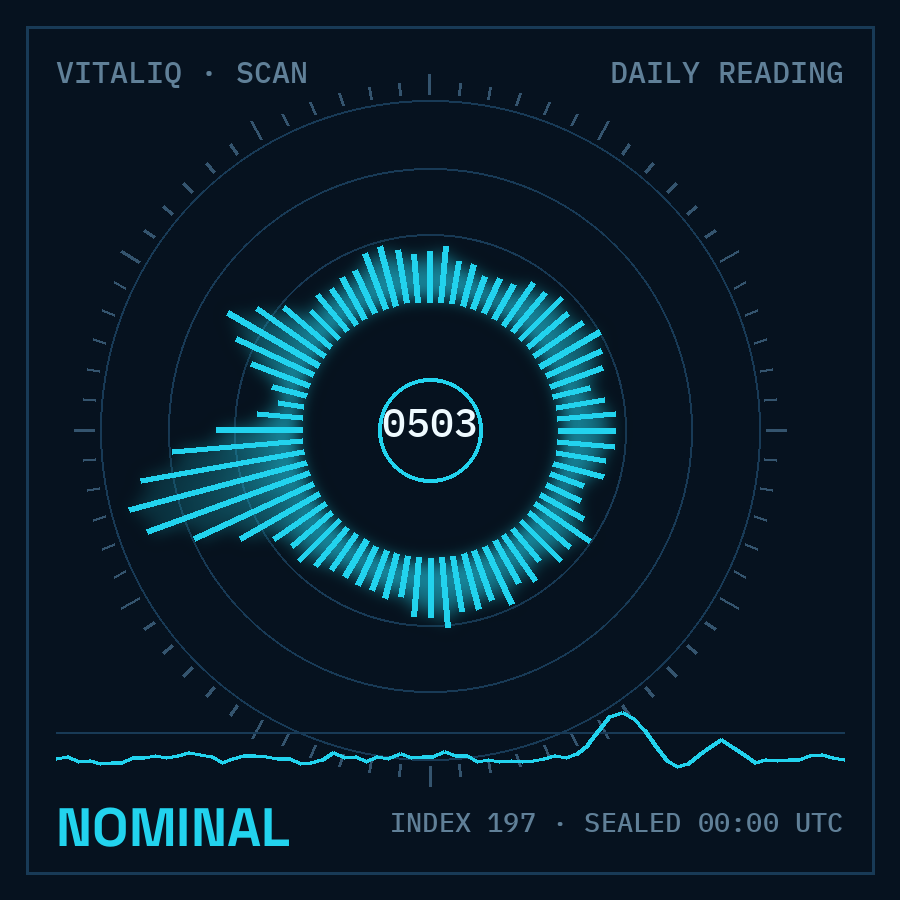 VITALIQ · SCAN
DAILY READING
0503
NOMINAL
INDEX 197 · SEALED 00:00 UTC